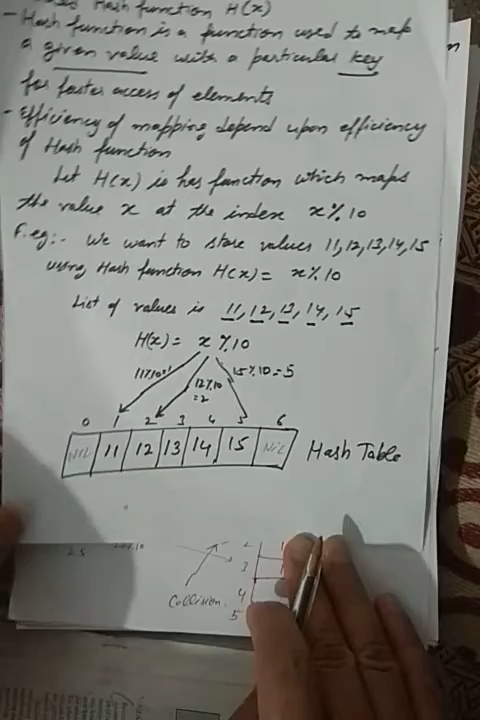 Hash function H(x)
- Hash function is a function used to map
a given value with a particular key
for faster access of elements
- Efficiency of mapping depend upon efficiency
of Hash function
Let H(x) is has function which maps
the value x at the index x%10
F.eg:- We want to store values 11,12,13,14,15
using Hash function H(x) = x%10
List of values is 11, 12, 13, 14, 15
H(x) = x%10
11%10=1 12%10=2 15%10=5
0 1 2 3 4 5 6
NIL 11 12 13 14 15 NIL Hash Table
2
3
Collision
4
5